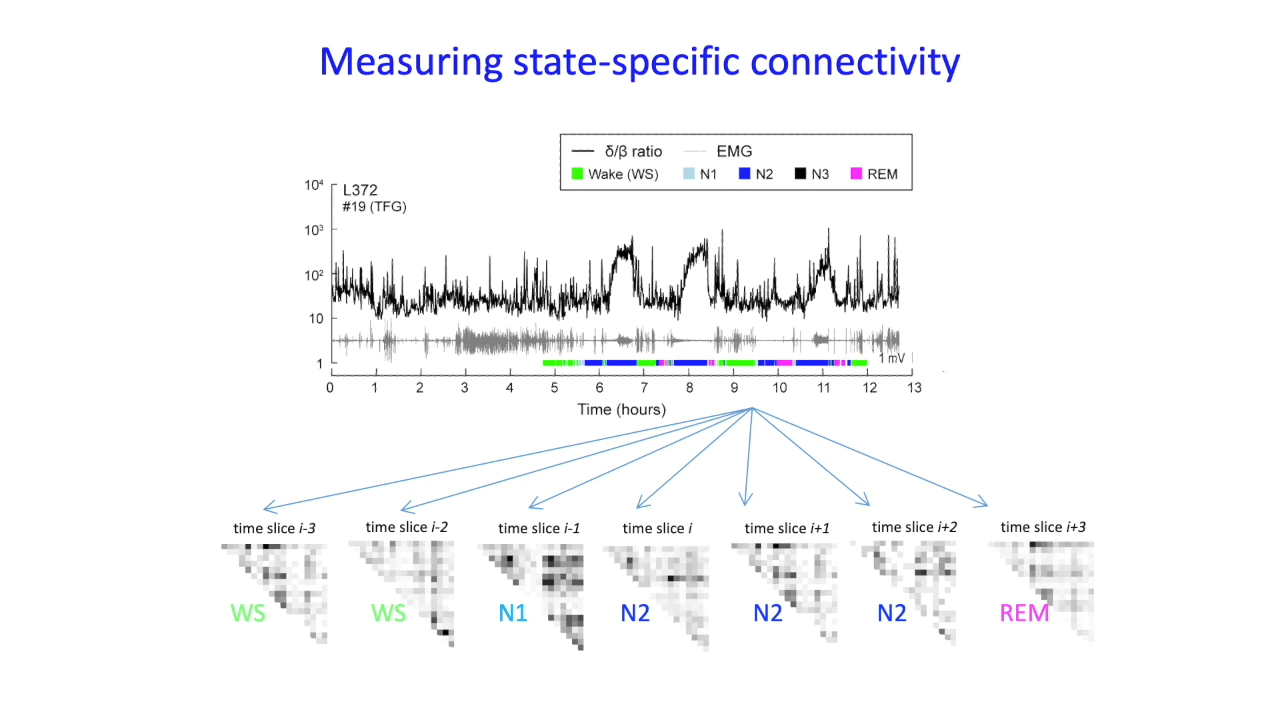 Measuring state-specific connectivity
δ/β ratio EMG
Wake (WS) N1 N2 N3 REM
L372
#19 (TFG)
10⁴
10³
10²
10
1
1 mV
0 1 2 3 4 5 6 7 8 9 10 11 12 13
Time (hours)
time slice i-3 time slice i-2 time slice i-1 time slice i time slice i+1 time slice i+2 time slice i+3
WS WS N1 N2 N2 N2 REM